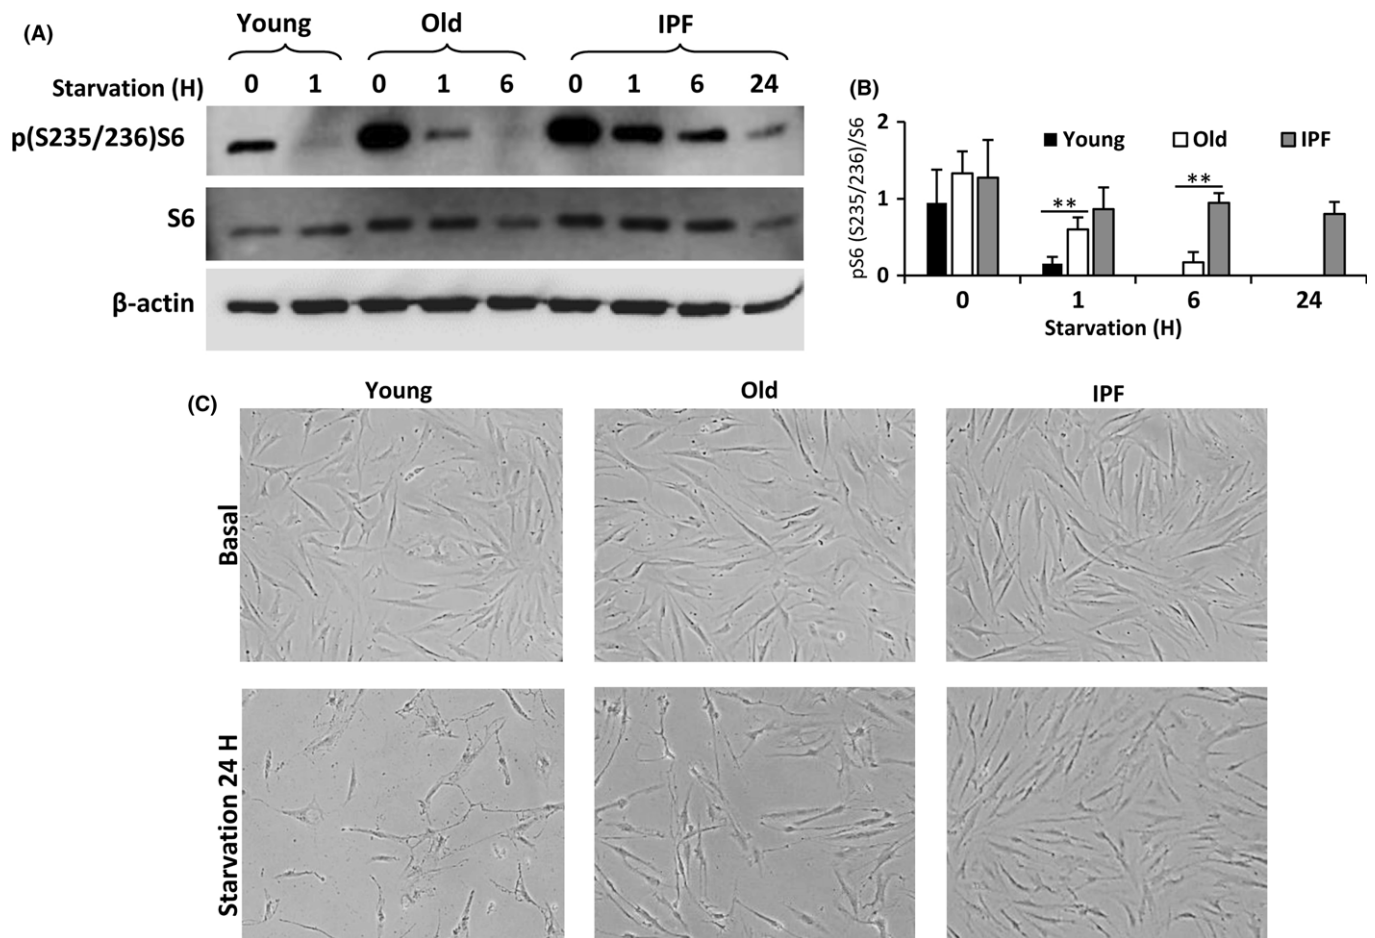 (A)
Young Old IPF
Starvation (H) 0 1 0 1 6 0 1 6 24
p(S235/236)S6
S6
β-actin
(B)
pS6 (S235/236)/S6
2
1
0
Young Old IPF
** **
0 1 6 24
Starvation (H)
(C)
Young Old IPF
Basal
Starvation 24 H